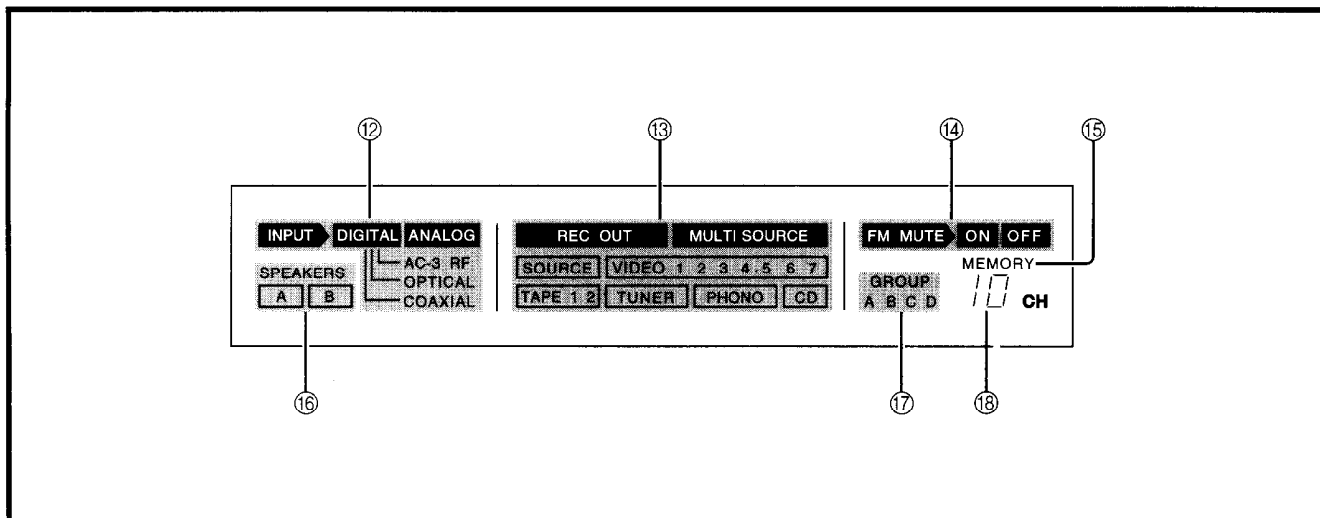 ⑫ ⑬ ⑭ ⑮
INPUT DIGITAL ANALOG
AC-3 RF
OPTICAL
COAXIAL
SPEAKERS
A B
REC OUT MULTI SOURCE
SOURCE VIDEO 1 2 3 4.5 6 7
TAPE 1 2 TUNER PHONO CD
FM MUTE ON OFF
MEMORY
GROUP
A B C D
10 CH
⑯ ⑰ ⑱